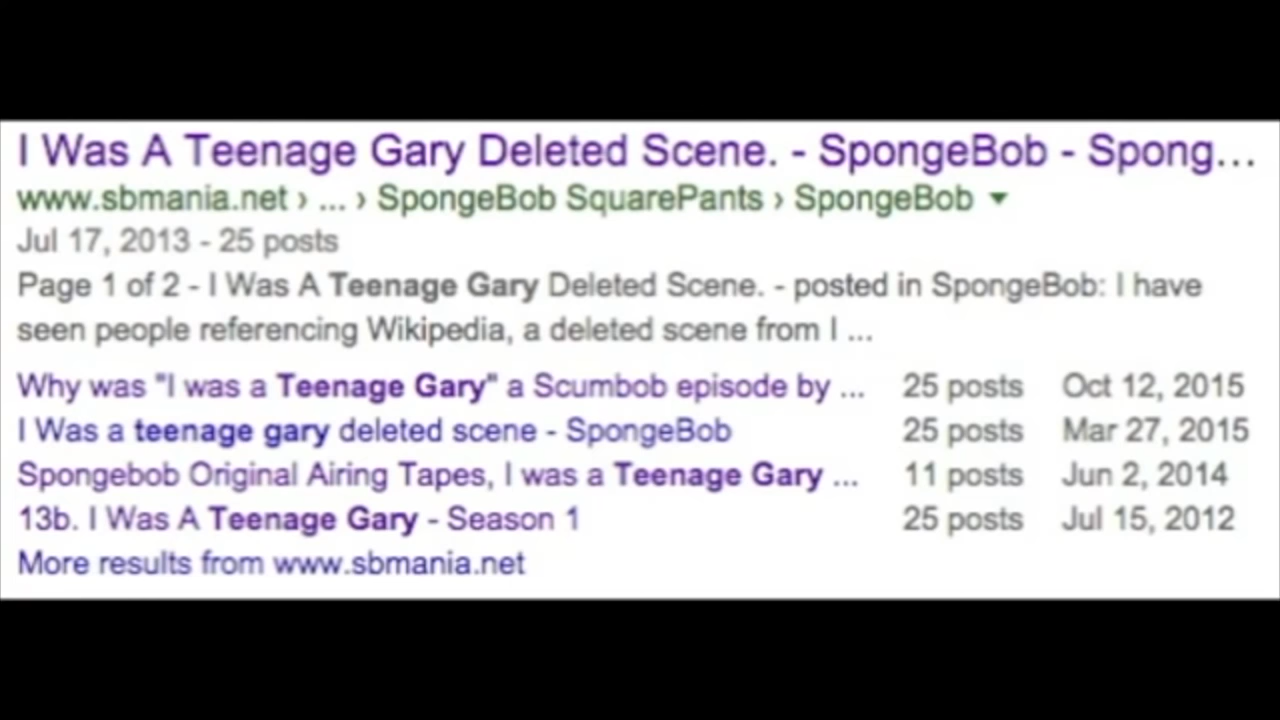 I Was A Teenage Gary Deleted Scene. - SpongeBob - Spong...
www.sbmania.net › ... › SpongeBob SquarePants › SpongeBob ▼
Jul 17, 2013 - 25 posts
Page 1 of 2 - I Was A Teenage Gary Deleted Scene. - posted in SpongeBob: I have
seen people referencing Wikipedia, a deleted scene from I ...
Why was "I was a Teenage Gary" a Scumbob episode by ... 25 posts Oct 12, 2015
I Was a teenage gary deleted scene - SpongeBob 25 posts Mar 27, 2015
Spongebob Original Airing Tapes, I was a Teenage Gary ... 11 posts Jun 2, 2014
13b. I Was A Teenage Gary - Season 1 25 posts Jul 15, 2012
More results from www.sbmania.net